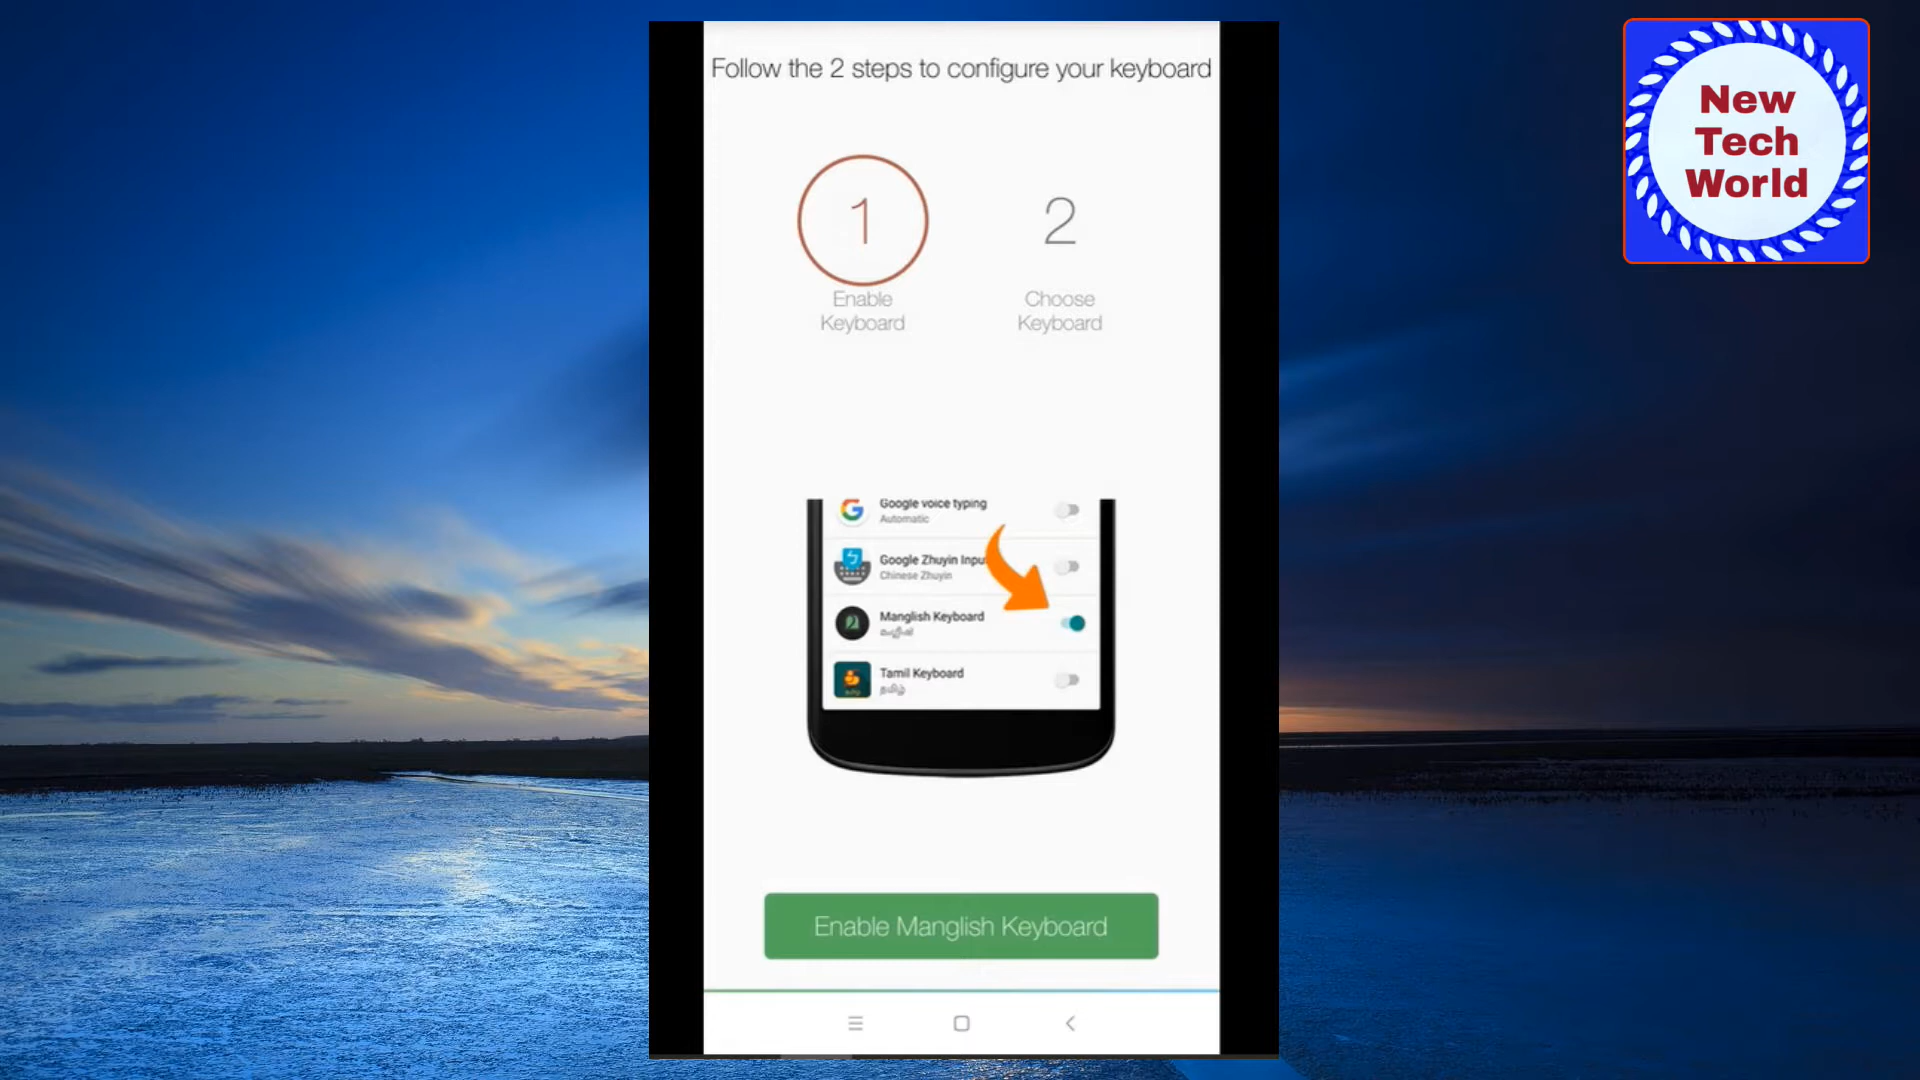 Follow the 2 steps to configure your keyboard
1
2
Enable
Keyboard
Choose
Keyboard
Google voice typing
Automatic
Google Zhuyin Inpu
Chinese Zhuyin
Manglish Keyboard
Tamil Keyboard
தமிழ்
Enable Manglish Keyboard
New
Tech
World